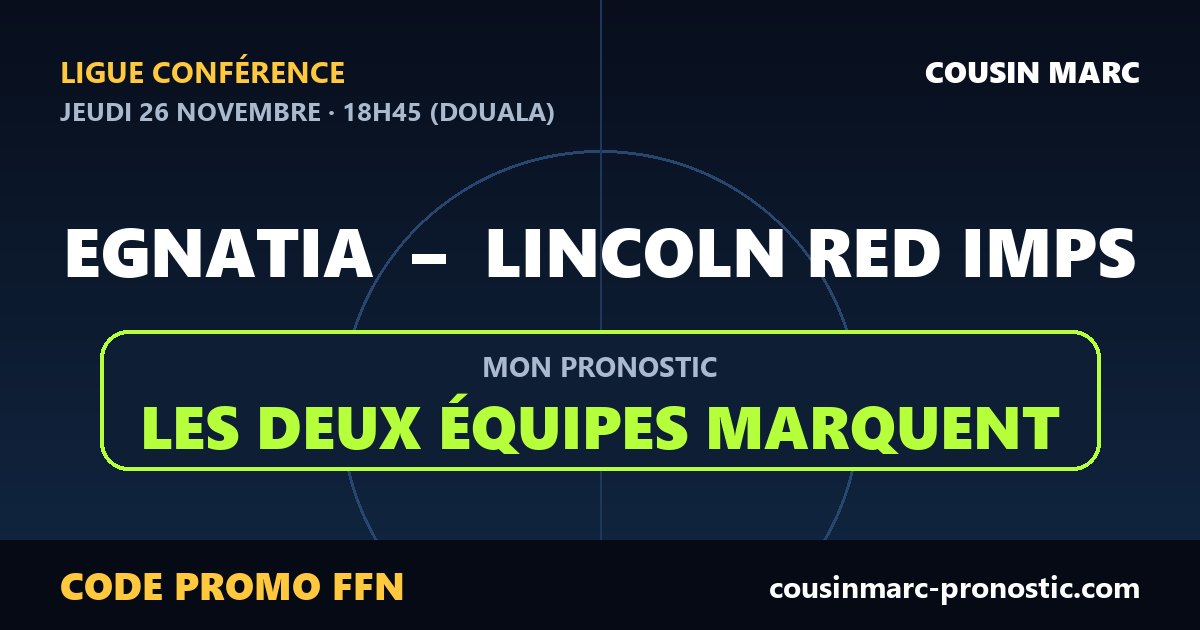 LIGUE CONFÉRENCE
COUSIN MARC
JEUDI 26 NOVEMBRE · 18H45 (DOUALA)
EGNATIA – LINCOLN RED IMPS
MON PRONOSTIC
LES DEUX ÉQUIPES MARQUENT
CODE PROMO FFN
cousinmarc-pronostic.com